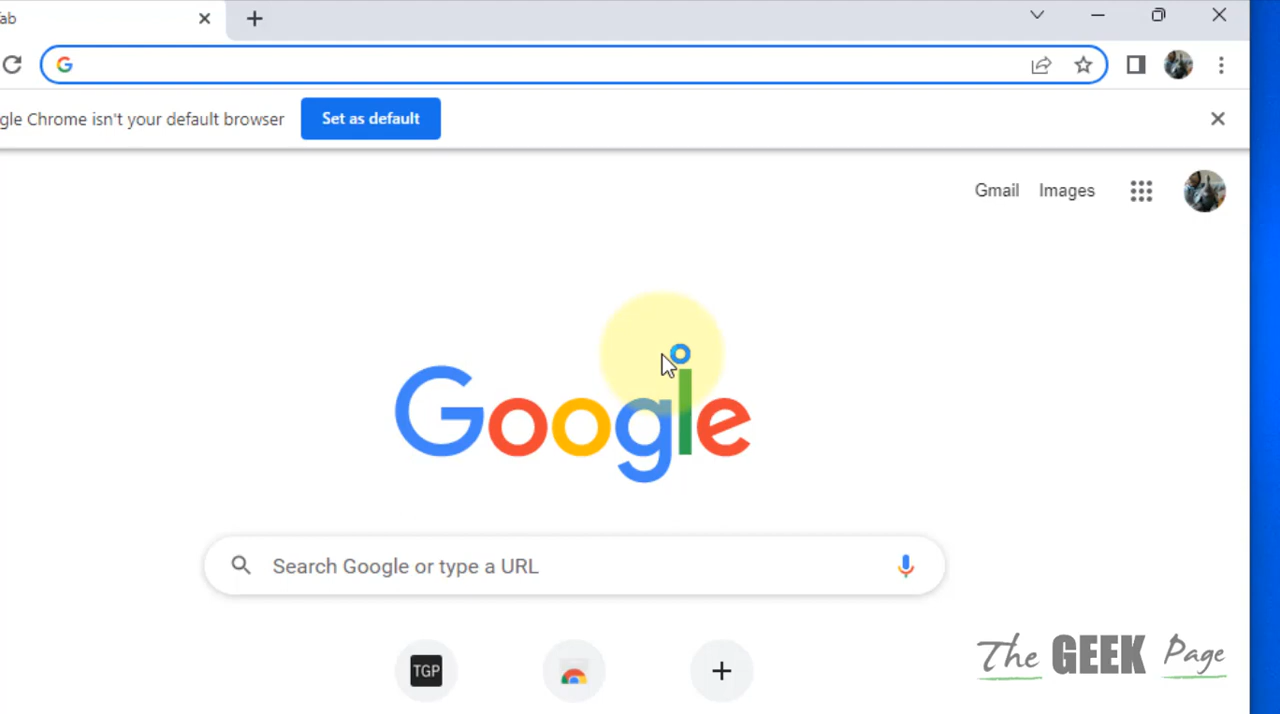 ab
gle Chrome isn't your default browser
Set as default
Gmail
Images
Google
Search Google or type a URL
TGP
The GEEK Page